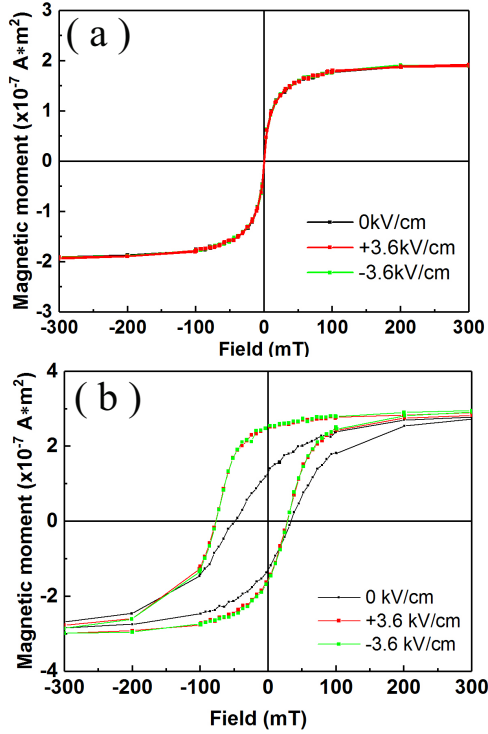 ( a )
Magnetic moment (x10-7 A*m2)
3
2
1
0
-1
-2
-3
0kV/cm
+3.6kV/cm
-3.6kV/cm
-300 -200 -100 0 100 200 300
Field (mT)
( b )
Magnetic moment (x10-7 A*m2)
4
2
0
-2
-4
0 kV/cm
+3.6 kV/cm
-3.6 kV/cm
-300 -200 -100 0 100 200 300
Field (mT)